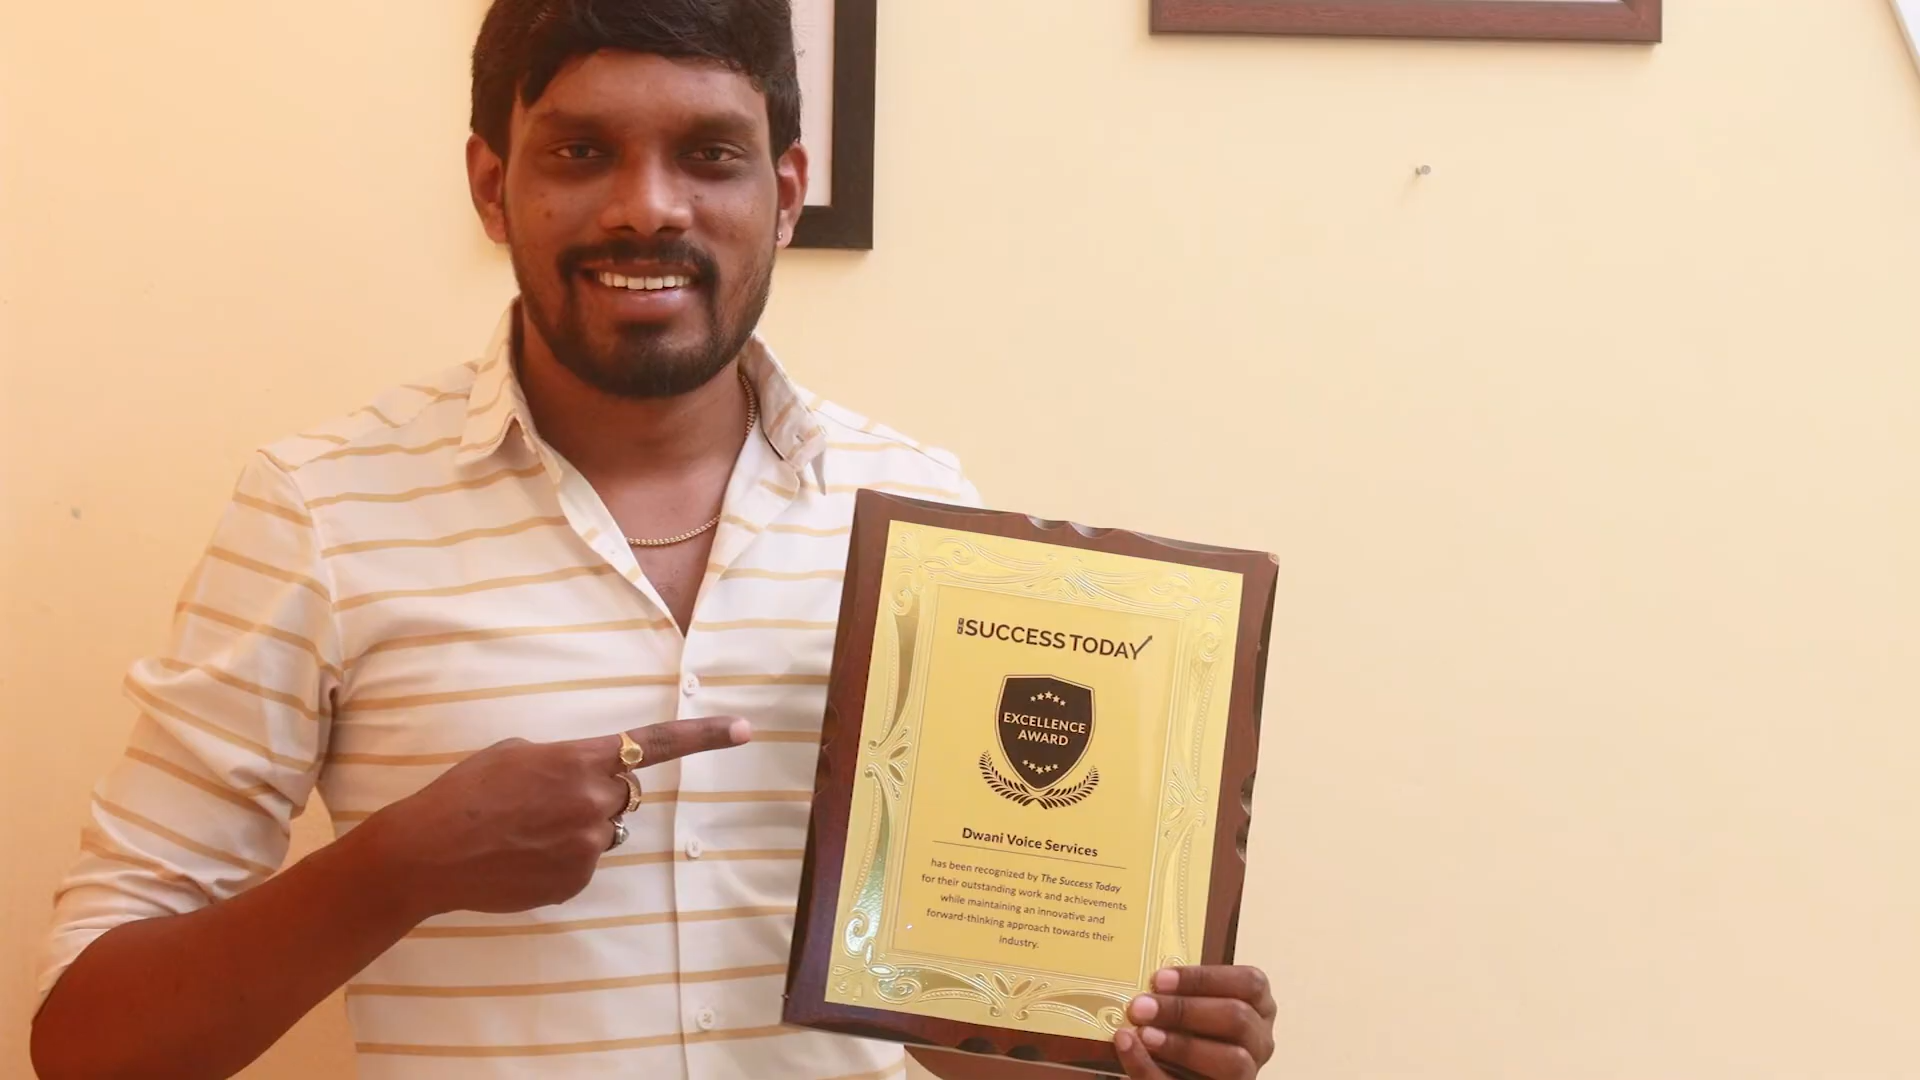 THE SUCCESS TODAY
EXCELLENCE
AWARD
Dwani Voice Services
has been recognized by The Success Today
for their outstanding work and achievements
while maintaining an innovative and
forward-thinking approach towards their
industry.